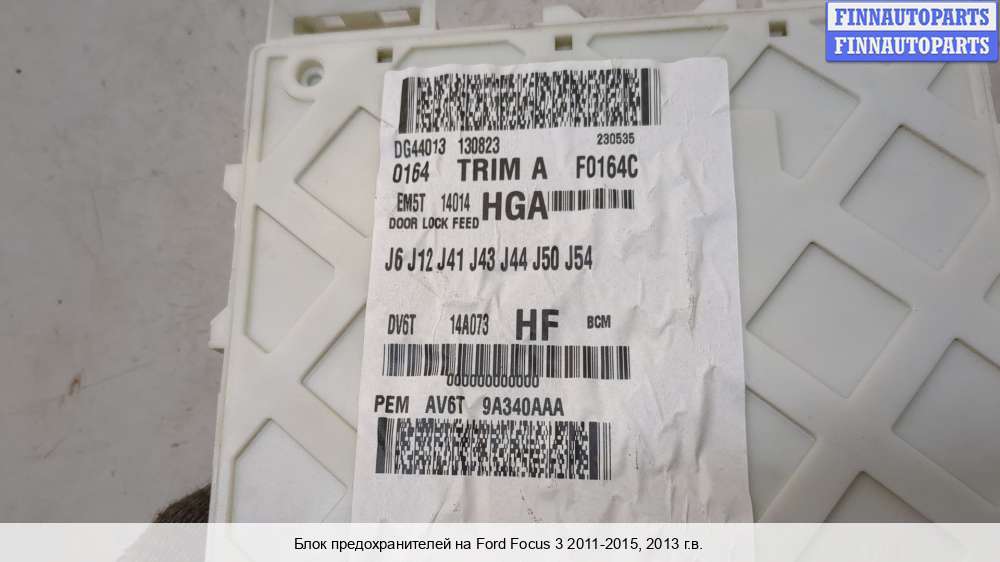 FINNAUTOPARTS
FINNAUTOPARTS
DG44013 130823 230535
0164 TRIM A F0164C
EM5T 14014 HGA
DOOR LOCK FEED
J6 J12 J41 J43 J44 J50 J54
DV6T 14A073 HF BCM
000000000000
PEM AV6T 9A340AAA
Блок предохранителей на Ford Focus 3 2011-2015, 2013 г.в.